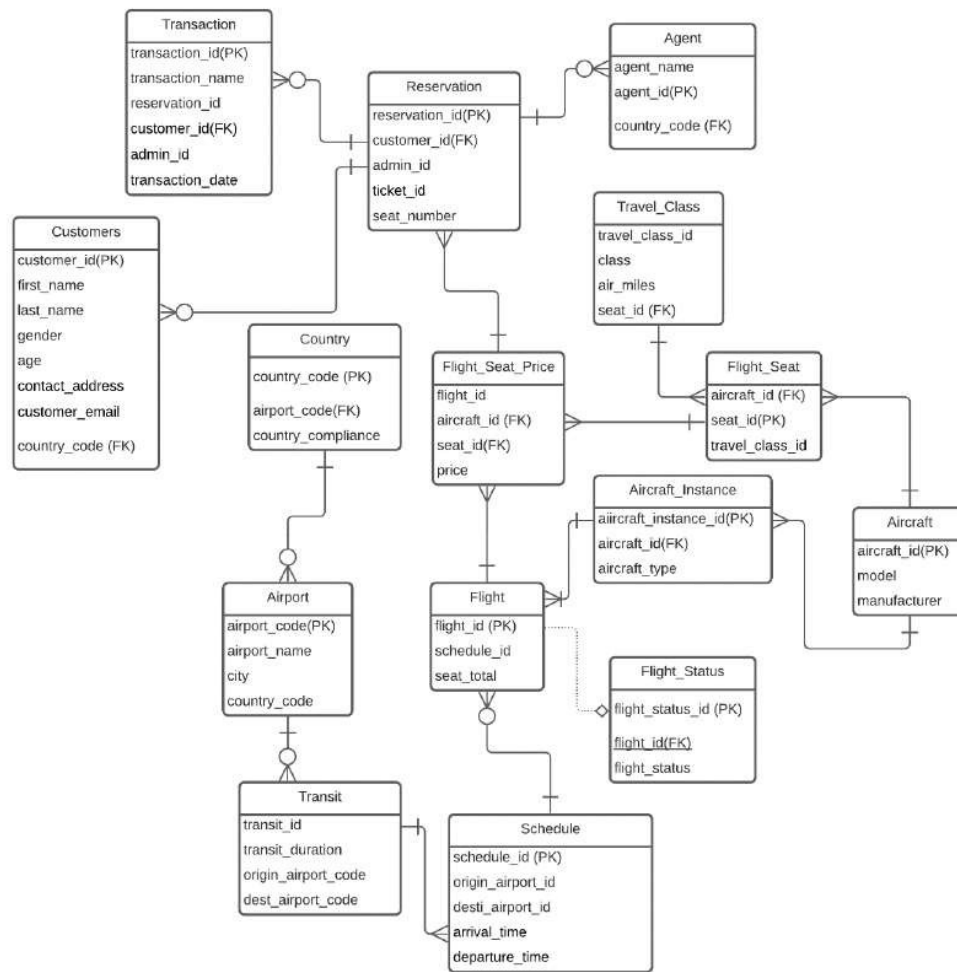 Transaction
transaction_id(PK)
transaction_name
reservation_id
customer_id(FK)
admin_id
transaction_date
Reservation
reservation_id(PK)
customer_id(FK)
admin_id
ticket_id
seat_number
Agent
agent_name
agent_id(PK)
country_code (FK)
Customers
customer_id(PK)
first_name
last_name
gender
age
contact_address
customer_email
country_code (FK)
Travel_Class
travel_class_id
class
air_miles
seat_id (FK)
Country
country_code (PK)
airport_code(FK)
country_compliance
Flight_Seat_Price
flight_id
aircraft_id (FK)
seat_id(FK)
price
Flight_Seat
aircraft_id (FK)
seat_id(PK)
travel_class_id
Aircraft_Instance
aiircraft_instance_id(PK)
aircraft_id(FK)
aircraft_type
Aircraft
aircraft_id(PK)
model
manufacturer
Airport
airport_code(PK)
airport_name
city
country_code
Flight
flight_id (PK)
schedule_id
seat_total
Flight_Status
flight_status_id (PK)
flight_id(FK)
flight_status
Transit
transit_id
transit_duration
origin_airport_code
dest_airport_code
Schedule
schedule_id (PK)
origin_airport_id
desti_airport_id
arrival_time
departure_time